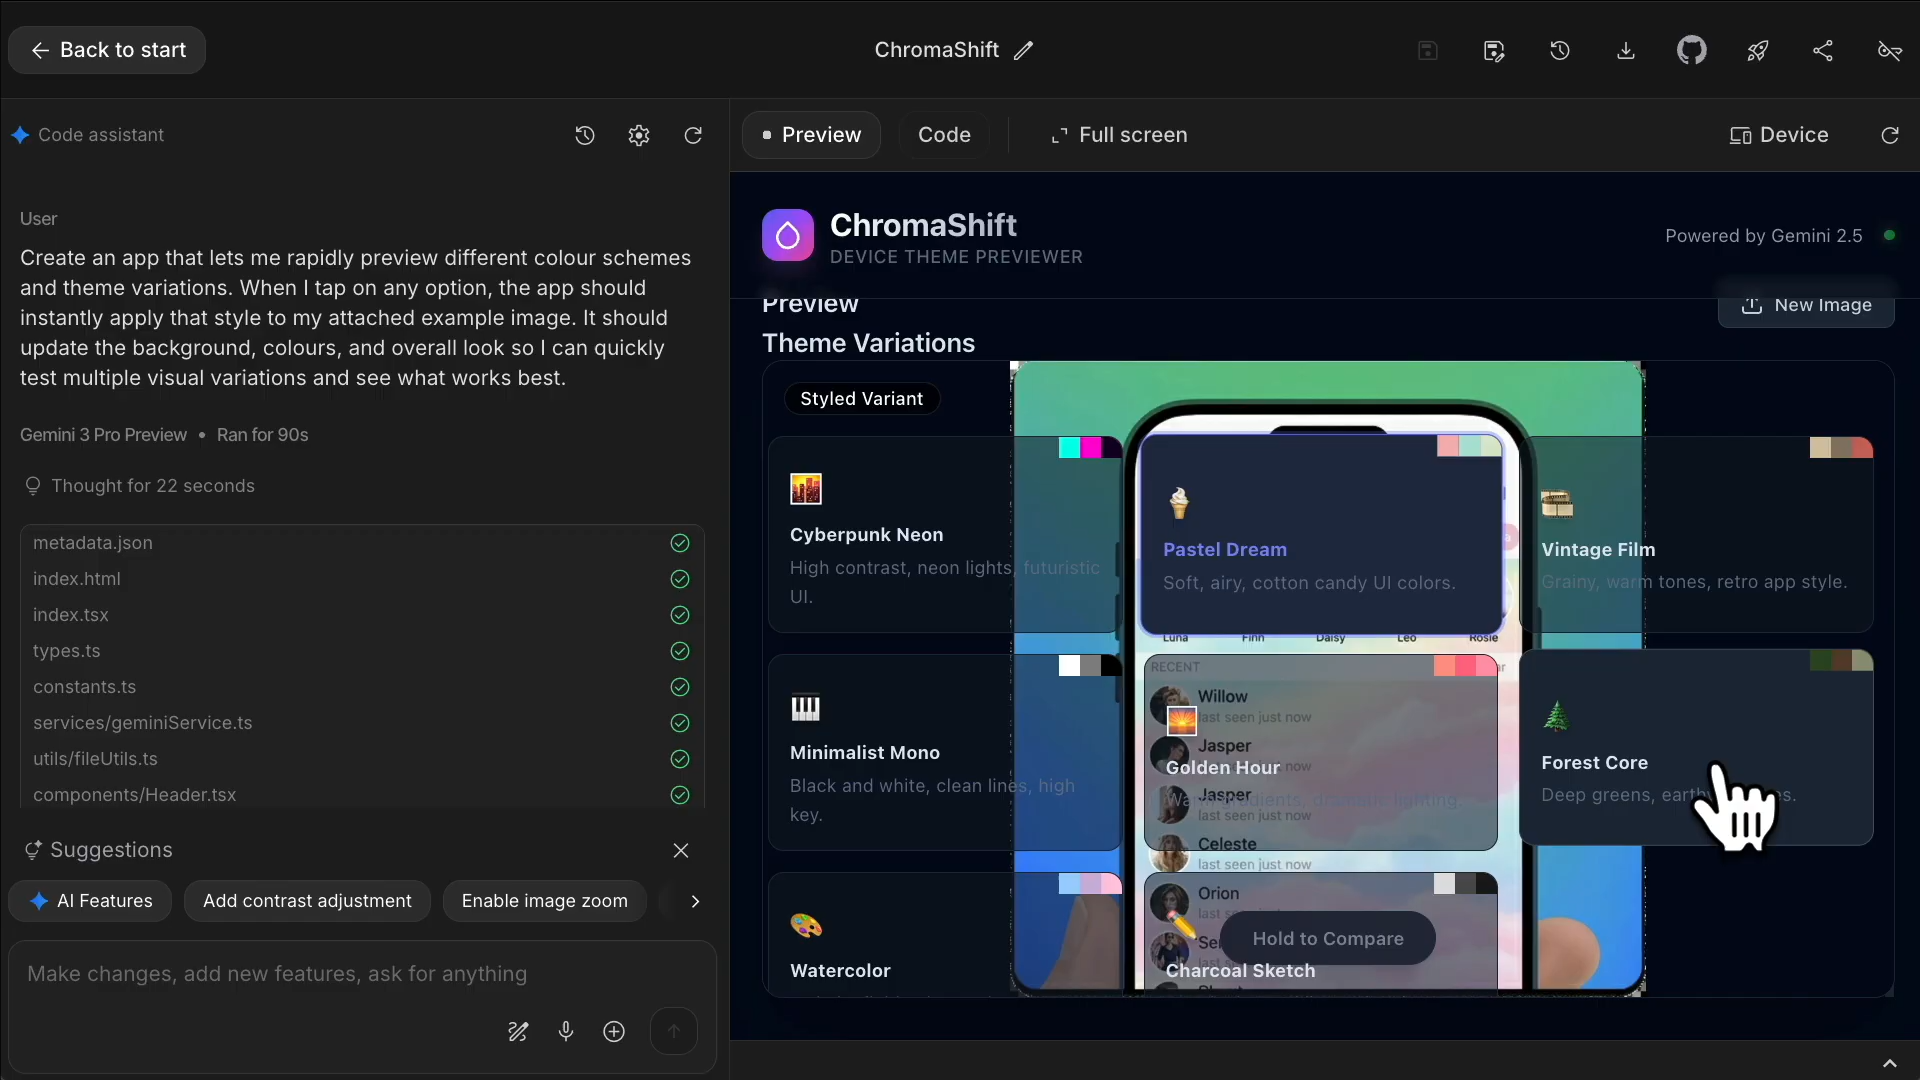 Back to start
ChromaShift
Code assistant
Preview
Code
Full screen
Device
User
Create an app that lets me rapidly preview different colour schemes
and theme variations. When I tap on any option, the app should
instantly apply that style to my attached example image. It should
update the background, colours, and overall look so I can quickly
test multiple visual variations and see what works best.
Gemini 3 Pro Preview • Ran for 90s
Thought for 22 seconds
metadata.json
index.html
index.tsx
types.ts
constants.ts
services/geminiService.ts
utils/fileUtils.ts
components/Header.tsx
Suggestions
AI Features
Add contrast adjustment
Enable image zoom
Make changes, add new features, ask for anything
ChromaShift
DEVICE THEME PREVIEWER
Powered by Gemini 2.5
Preview
New Image
Theme Variations
Styled Variant
Cyberpunk Neon
High contrast, neon lights, futuristic
UI.
Pastel Dream
Soft, airy, cotton candy UI colors.
Vintage Film
Grainy, warm tones, retro app style.
Luna
Finn
Daisy
Leo
Rosie
RECENT
Minimalist Mono
Black and white, clean lines, high
key.
Willow
last seen just now
Jasper
Golden Hour
Warm gradients, dramatic lighting.
Jasper
last seen just now
Celeste
last seen just now
Forest Core
Deep greens,
Orion
Hold to Compare
Watercolor
Charcoal Sketch